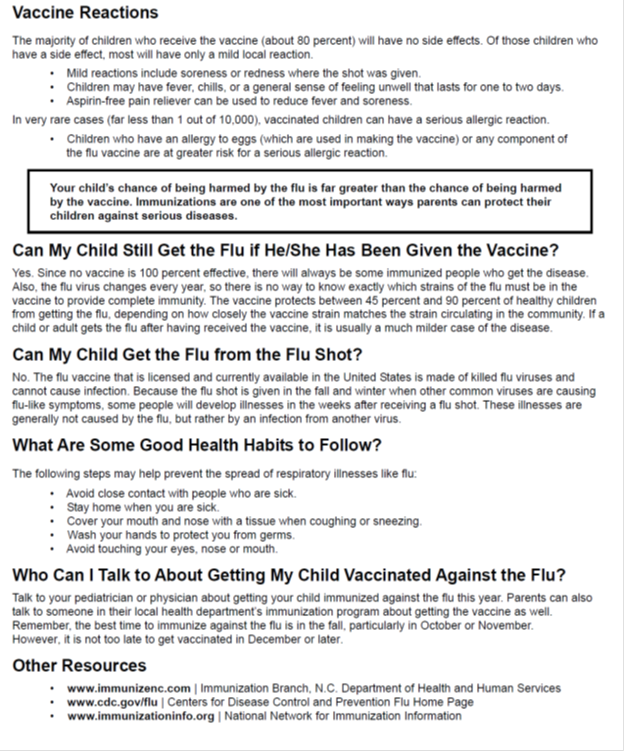 Vaccine Reactions
The majority of children who receive the vaccine (about 80 percent) will have no side effects. Of those children who
have a side effect, most will have only a mild local reaction.
• Mild reactions include soreness or redness where the shot was given.
• Children may have fever, chills, or a general sense of feeling unwell that lasts for one to two days.
• Aspirin-free pain reliever can be used to reduce fever and soreness.
In very rare cases (far less than 1 out of 10,000), vaccinated children can have a serious allergic reaction.
• Children who have an allergy to eggs (which are used in making the vaccine) or any component of
the flu vaccine are at greater risk for a serious allergic reaction.
Your child's chance of being harmed by the flu is far greater than the chance of being harmed
by the vaccine. Immunizations are one of the most important ways parents can protect their
children against serious diseases.
Can My Child Still Get the Flu if He/She Has Been Given the Vaccine?
Yes. Since no vaccine is 100 percent effective, there will always be some immunized people who get the disease.
Also, the flu virus changes every year, so there is no way to know exactly which strains of the flu must be in the
vaccine to provide complete immunity. The vaccine protects between 45 percent and 90 percent of healthy children
from getting the flu, depending on how closely the vaccine strain matches the strain circulating in the community. If a
child or adult gets the flu after having received the vaccine, it is usually a much milder case of the disease.
Can My Child Get the Flu from the Flu Shot?
No. The flu vaccine that is licensed and currently available in the United States is made of killed flu viruses and
cannot cause infection. Because the flu shot is given in the fall and winter when other common viruses are causing
flu-like symptoms, some people will develop illnesses in the weeks after receiving a flu shot. These illnesses are
generally not caused by the flu, but rather by an infection from another virus.
What Are Some Good Health Habits to Follow?
The following steps may help prevent the spread of respiratory illnesses like flu:
• Avoid close contact with people who are sick.
• Stay home when you are sick.
• Cover your mouth and nose with a tissue when coughing or sneezing.
• Wash your hands to protect you from germs.
• Avoid touching your eyes, nose or mouth.
Who Can I Talk to About Getting My Child Vaccinated Against the Flu?
Talk to your pediatrician or physician about getting your child immunized against the flu this year. Parents can also
talk to someone in their local health department's immunization program about getting the vaccine as well.
Remember, the best time to immunize against the flu is in the fall, particularly in October or November.
However, it is not too late to get vaccinated in December or later.
Other Resources
• www.immunizenc.com | Immunization Branch, N.C. Department of Health and Human Services
• www.cdc.gov/flu | Centers for Disease Control and Prevention Flu Home Page
• www.immunizationinfo.org | National Network for Immunization Information